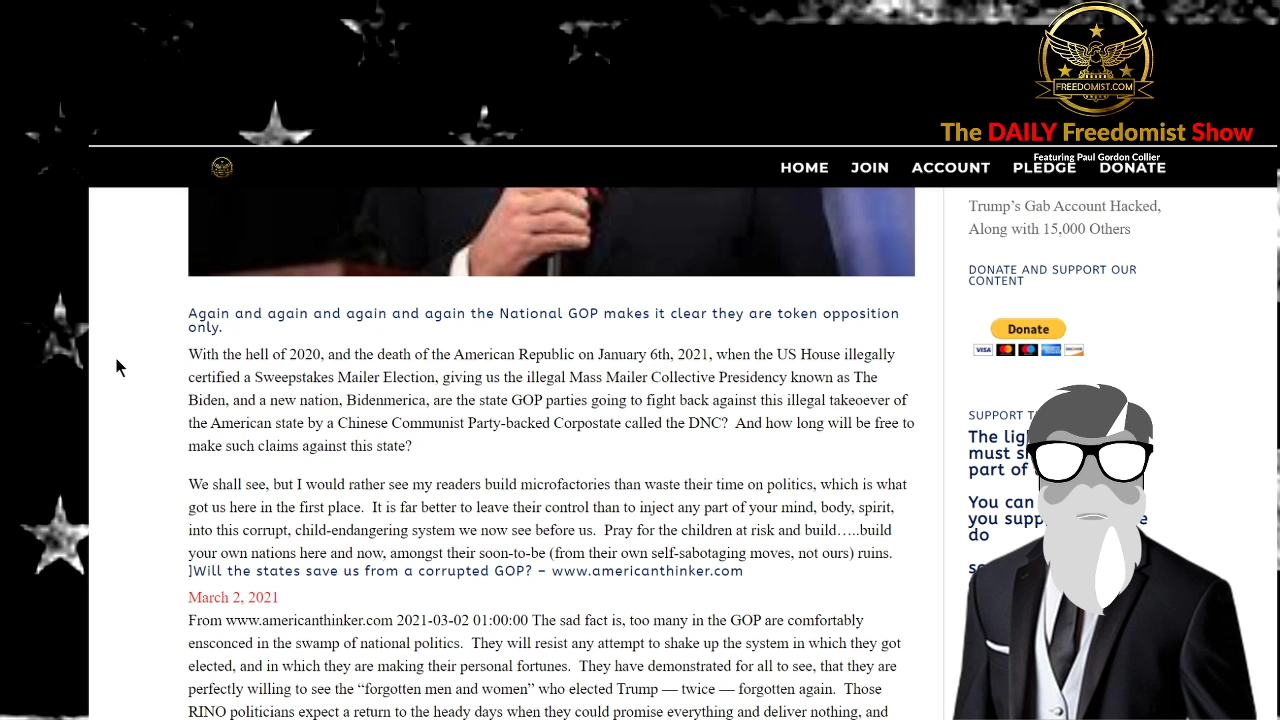 FREEDOMIST.COM
The DAILY Freedomist Show
Featuring Paul Gordon Collier
HOME JOIN ACCOUNT PLEDGE DONATE
Again and again and again and again the National GOP makes it clear they are token opposition
only.
With the hell of 2020, and the death of the American Republic on January 6th, 2021, when the US House illegally
certified a Sweepstakes Mailer Election, giving us the illegal Mass Mailer Collective Presidency known as The
Biden, and a new nation, Bidenmerica, are the state GOP parties going to fight back against this illegal takeoever of
the American state by a Chinese Communist Party-backed Corpostate called the DNC?  And how long will be free to
make such claims against this state?
We shall see, but I would rather see my readers build microfactories than waste their time on politics, which is what
got us here in the first place.  It is far better to leave their control than to inject any part of your mind, body, spirit,
into this corrupt, child-endangering system we now see before us.  Pray for the children at risk and build…..build
your own nations here and now, amongst their soon-to-be (from their own self-sabotaging moves, not ours) ruins.
]Will the states save us from a corrupted GOP? – www.americanthinker.com
March 2, 2021
From www.americanthinker.com 2021-03-02 01:00:00 The sad fact is, too many in the GOP are comfortably
ensconced in the swamp of national politics.  They will resist any attempt to shake up the system in which they got
elected, and in which they are making their personal fortunes.  They have demonstrated for all to see, that they are
perfectly willing to see the “forgotten men and women” who elected Trump — twice — forgotten again.  Those
RINO politicians expect a return to the heady days when they could promise everything and deliver nothing, and
Trump’s Gab Account Hacked,
Along with 15,000 Others
DONATE AND SUPPORT OUR
CONTENT
Donate
VISA
SUPPORT
The
must
part of
You can
you
do